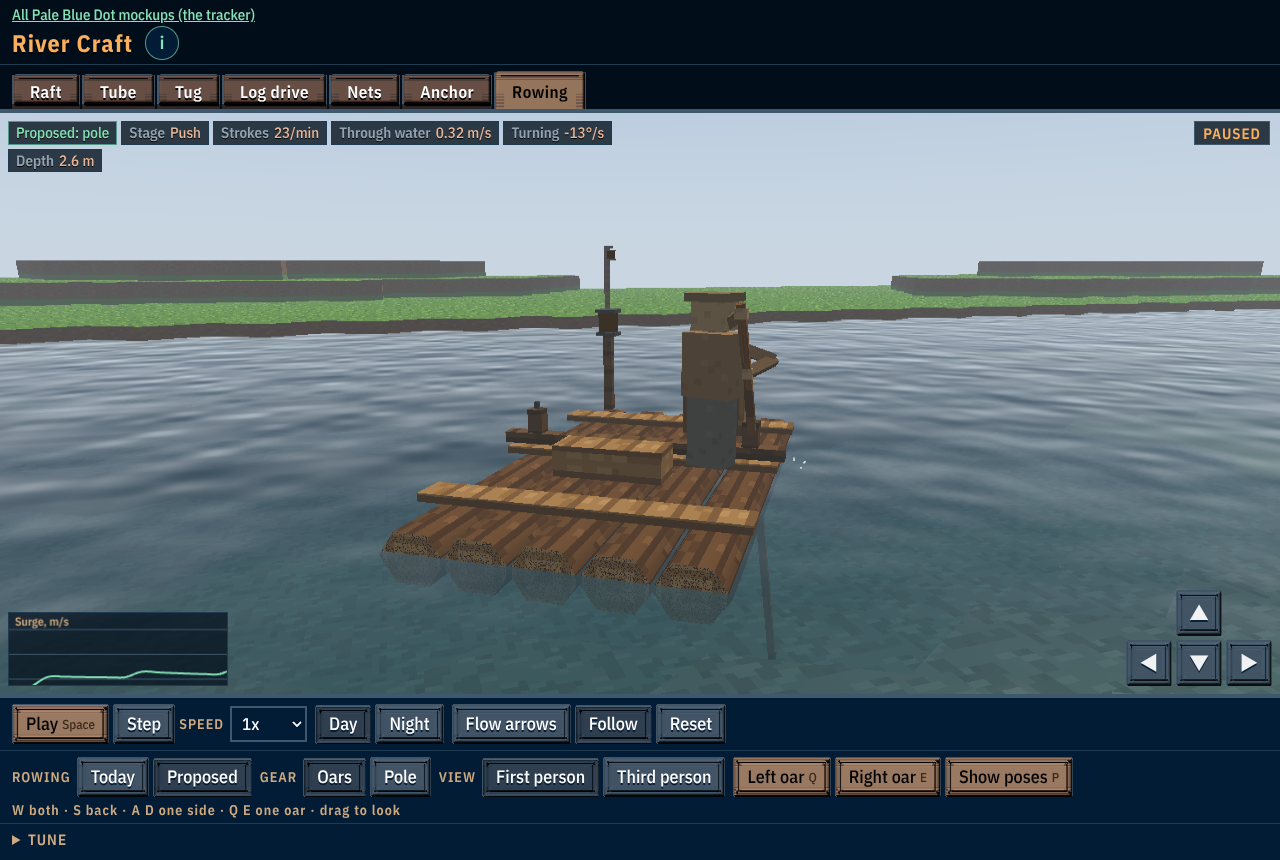 All Pale Blue Dot mockups (the tracker)
River Craft i
Raft Tube Tug Log drive Nets Anchor Rowing
Proposed: pole Stage Push Strokes 23/min Through water 0.32 m/s Turning -13°/s PAUSED
Depth 2.6 m
Surge, m/s
Play Space Step SPEED 1x Day Night Flow arrows Follow Reset
ROWING Today Proposed GEAR Oars Pole VIEW First person Third person Left oar Q Right oar E Show poses P
W both · S back · A D one side · Q E one oar · drag to look
TUNE